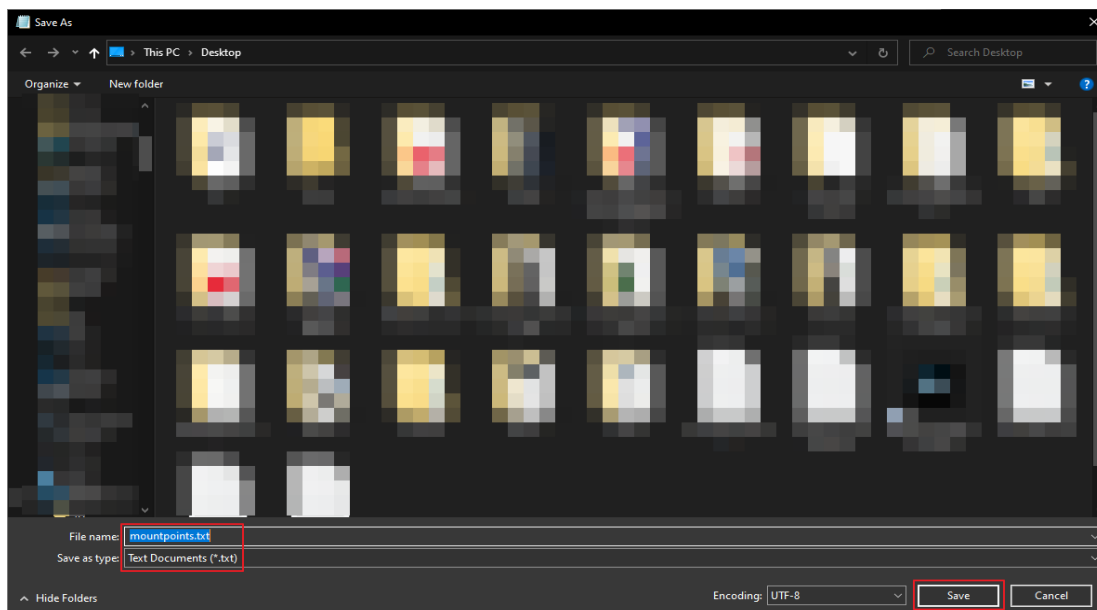 Save As
This PC › Desktop
Search Desktop
Organize
New folder
?
File name: mountpoints.txt
Save as type: Text Documents (*.txt)
Hide Folders
Encoding: UTF-8
Save
Cancel